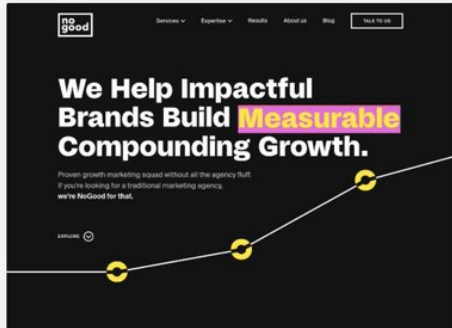 no
good
Services
Expertise
Results
About us
Blog
TALK TO US
We Help Impactful
Brands Build Measurable
Compounding Growth.
Proven growth marketing squad without all the agency fluff.
If you're looking for a traditional marketing agency,
we're NoGood for that.
EXPLORE